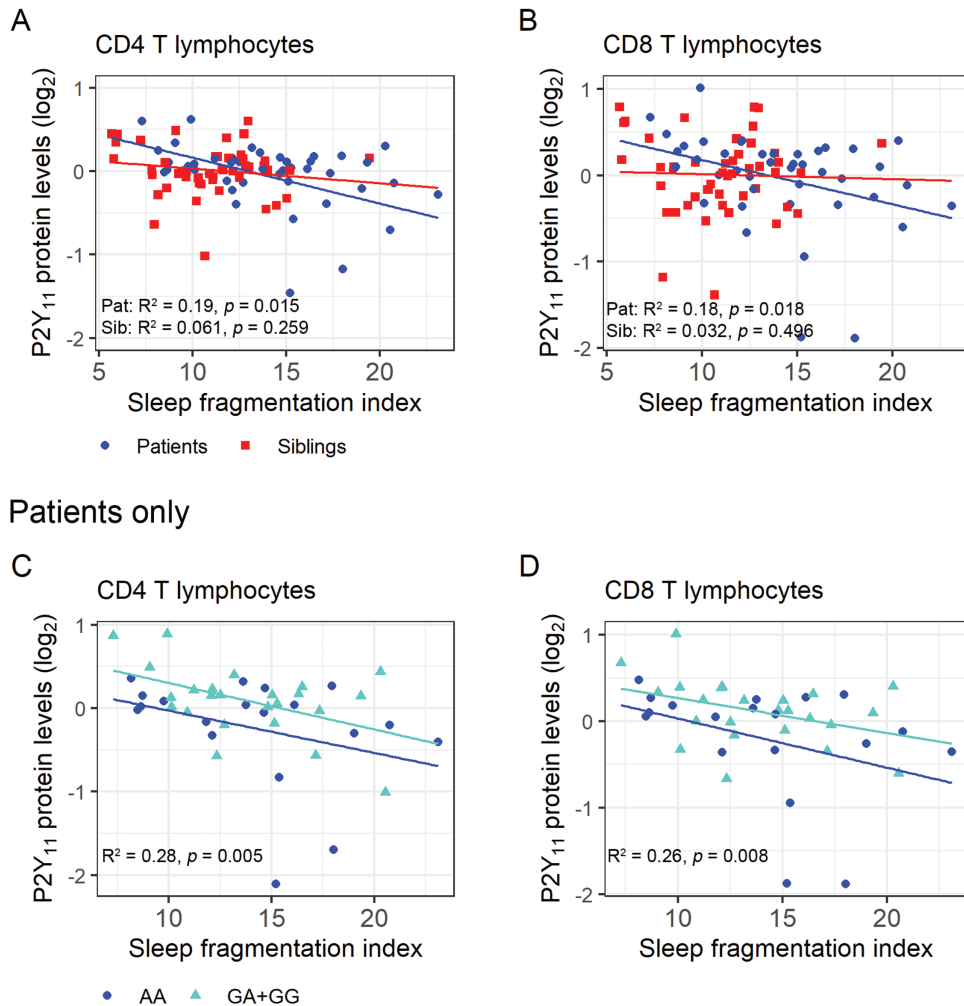 A
CD4 T lymphocytes
P2Y₁₁ protein levels (log₂)
1
0
-1
-2
Pat: R² = 0.19, p = 0.015
Sib: R² = 0.061, p = 0.259
5 10 15 20
Sleep fragmentation index
B
CD8 T lymphocytes
P2Y₁₁ protein levels (log₂)
1
0
-1
-2
Pat: R² = 0.18, p = 0.018
Sib: R² = 0.032, p = 0.496
5 10 15 20
Sleep fragmentation index
Patients Siblings
Patients only
C
CD4 T lymphocytes
P2Y₁₁ protein levels (log₂)
1
0
-1
-2
R² = 0.28, p = 0.005
10 15 20
Sleep fragmentation index
D
CD8 T lymphocytes
P2Y₁₁ protein levels (log₂)
1
0
-1
-2
R² = 0.26, p = 0.008
10 15 20
Sleep fragmentation index
AA GA+GG